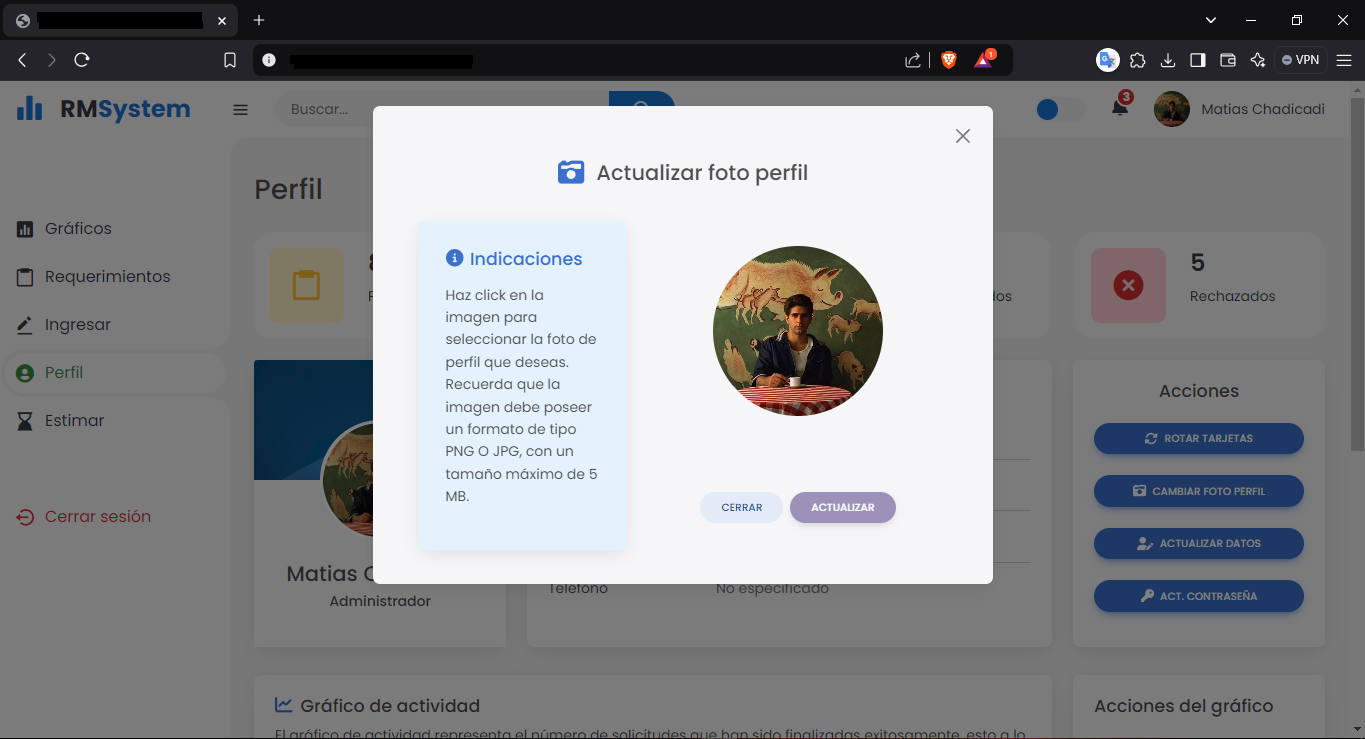 1
VPN
RMSystem
Buscar...
3
Matias Chadicadi
Gráficos
Requerimientos
Ingresar
Perfil
Estimar
Cerrar sesión
Perfil
5
Rechazados
Actualizar foto perfil
Indicaciones
Haz click en la
imagen para
seleccionar la foto de
perfil que deseas.
Recuerda que la
imagen debe poseer
un formato de tipo
PNG O JPG, con un
tamaño máximo de 5
MB.
CERRAR
ACTUALIZAR
Matias C
Administrador
Teléfono
No especificado
Acciones
ROTAR TARJETAS
CAMBIAR FOTO PERFIL
ACTUALIZAR DATOS
ACT. CONTRASEÑA
Gráfico de actividad
El gráfico de actividad representa el número de solicitudes que han sido finalizadas exitosamente, esto a lo
Acciones del gráfico